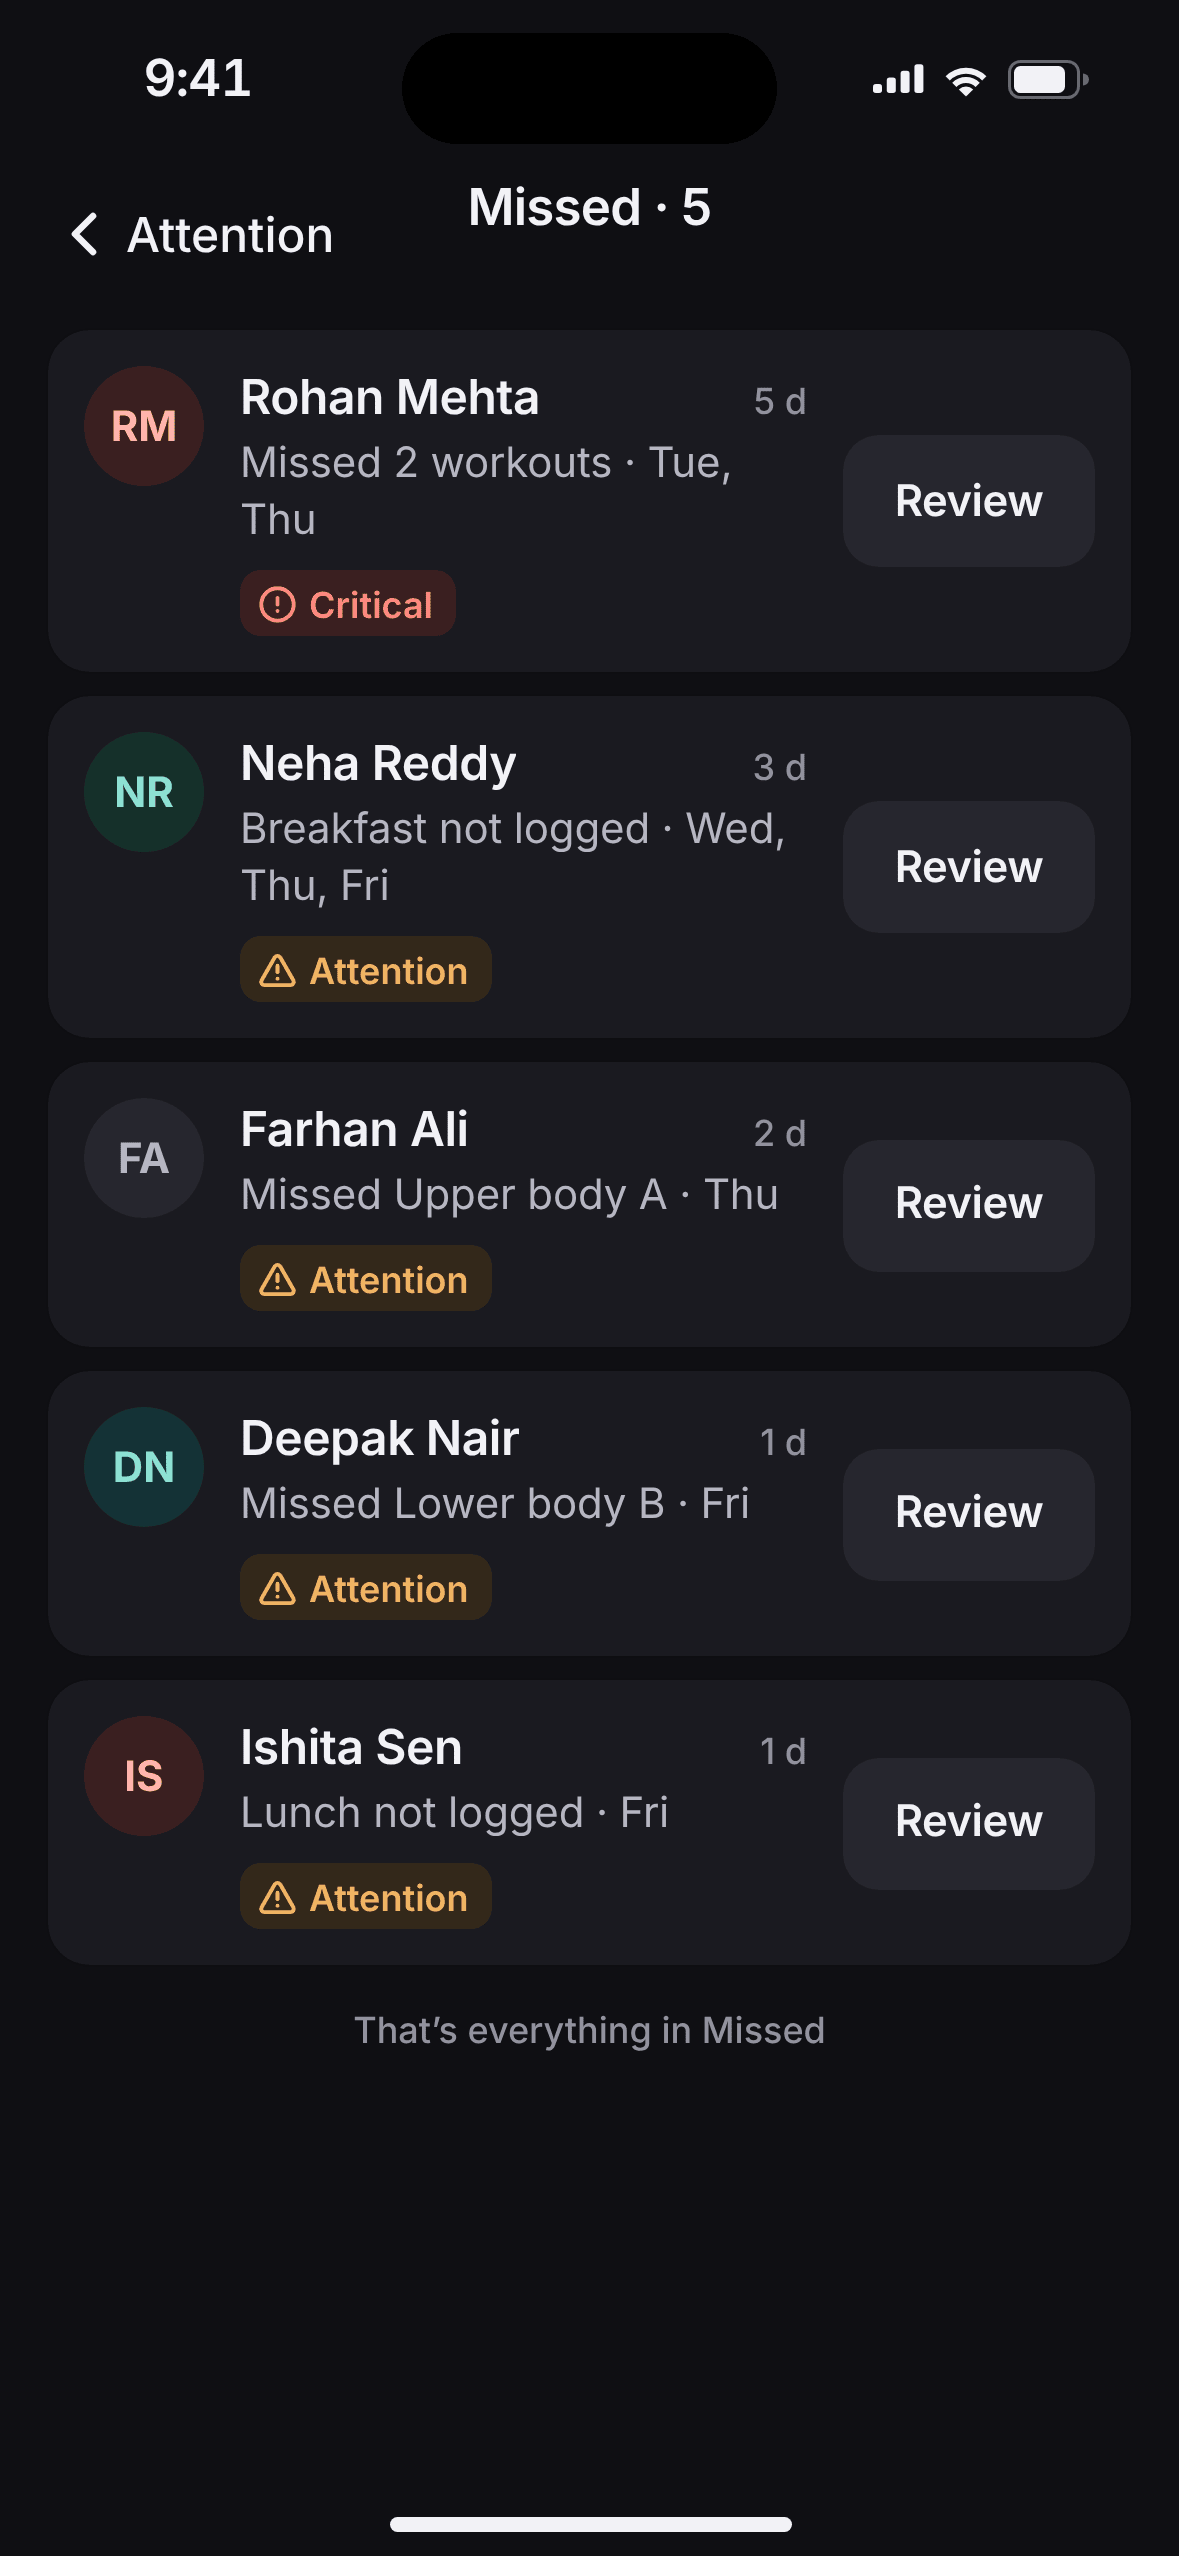 9:41
Missed · 5
Attention
RM
Rohan Mehta
5 d
Missed 2 workouts · Tue,
Thu
Critical
Review
NR
Neha Reddy
3 d
Breakfast not logged · Wed,
Thu, Fri
Attention
Review
FA
Farhan Ali
2 d
Missed Upper body A · Thu
Attention
Review
DN
Deepak Nair
1 d
Missed Lower body B · Fri
Attention
Review
IS
Ishita Sen
1 d
Lunch not logged · Fri
Attention
Review
That’s everything in Missed